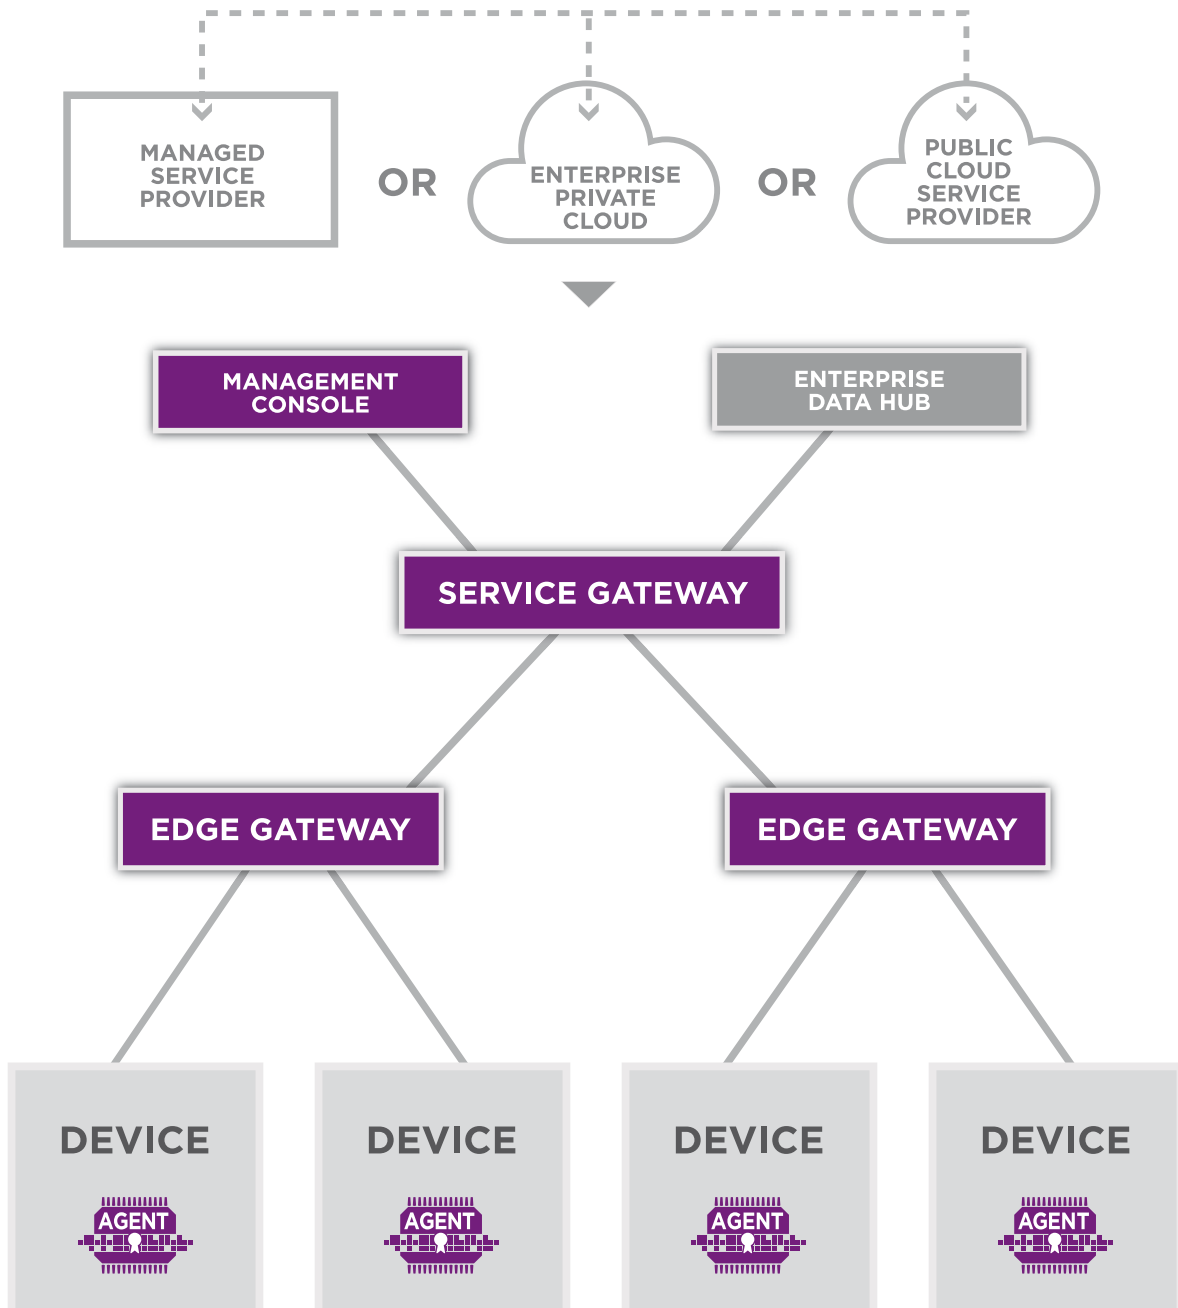 MANAGED
SERVICE
PROVIDER
OR
ENTERPRISE
PRIVATE
CLOUD
OR
PUBLIC
CLOUD
SERVICE
PROVIDER
MANAGEMENT
CONSOLE
ENTERPRISE
DATA HUB
SERVICE GATEWAY
EDGE GATEWAY
EDGE GATEWAY
DEVICE
AGENT
DEVICE
AGENT
DEVICE
AGENT
DEVICE
AGENT